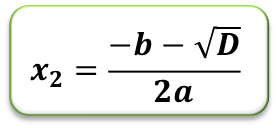 x₂ = (−b − √D) / 2a